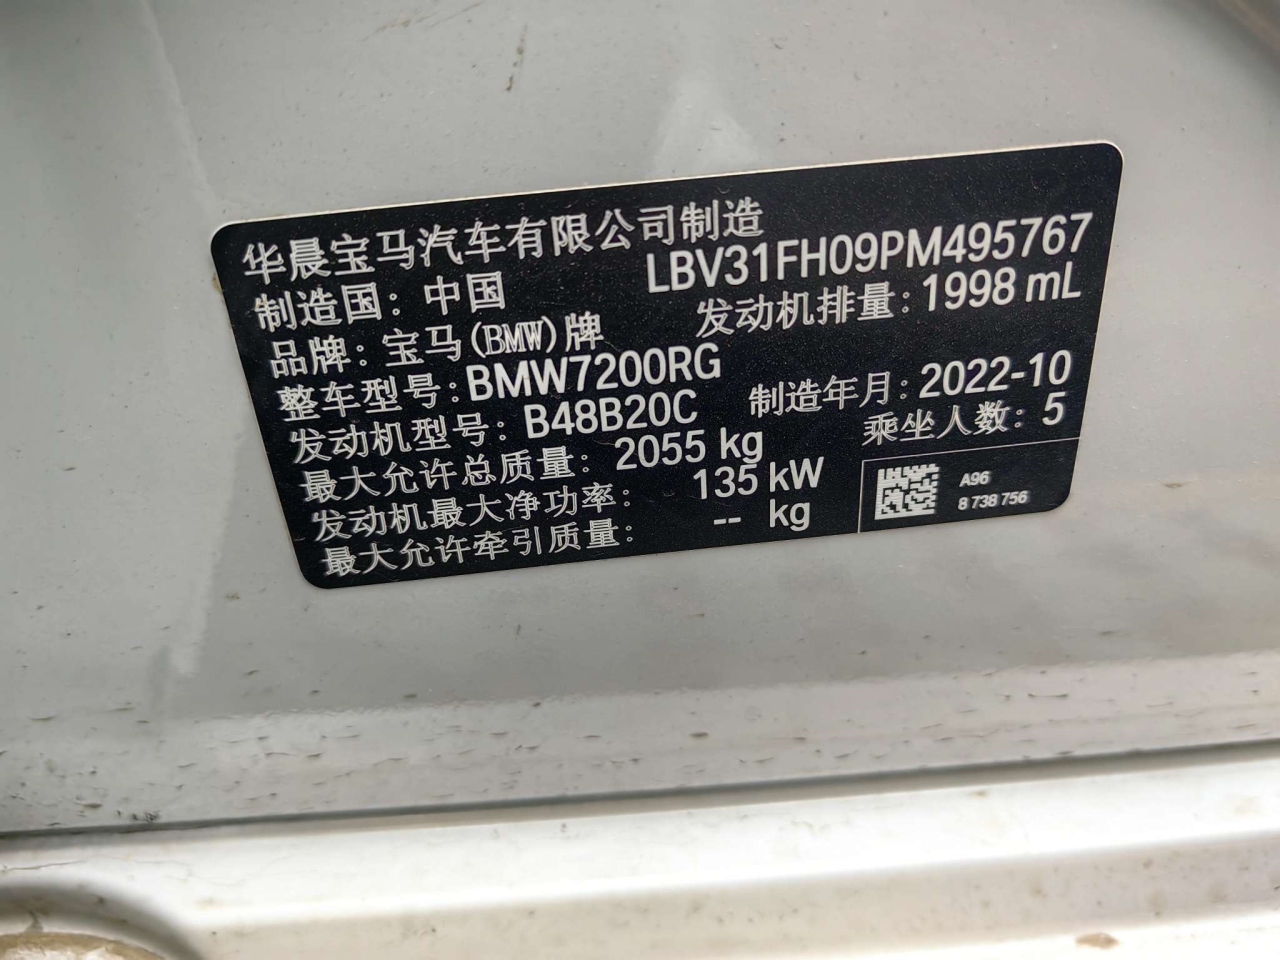 华晨宝马汽车有限公司制造
制造国：中国 LBV31FH09PM495767
品牌：宝马(BMW)牌 发动机排量：1998 mL
整车型号：BMW7200RG
发动机型号：B48B20C 制造年月：2022-10
最大允许总质量：2055 kg 乘坐人数：5
发动机最大净功率：135 kW
最大允许牵引质量：-- kg
A96
8 738 756